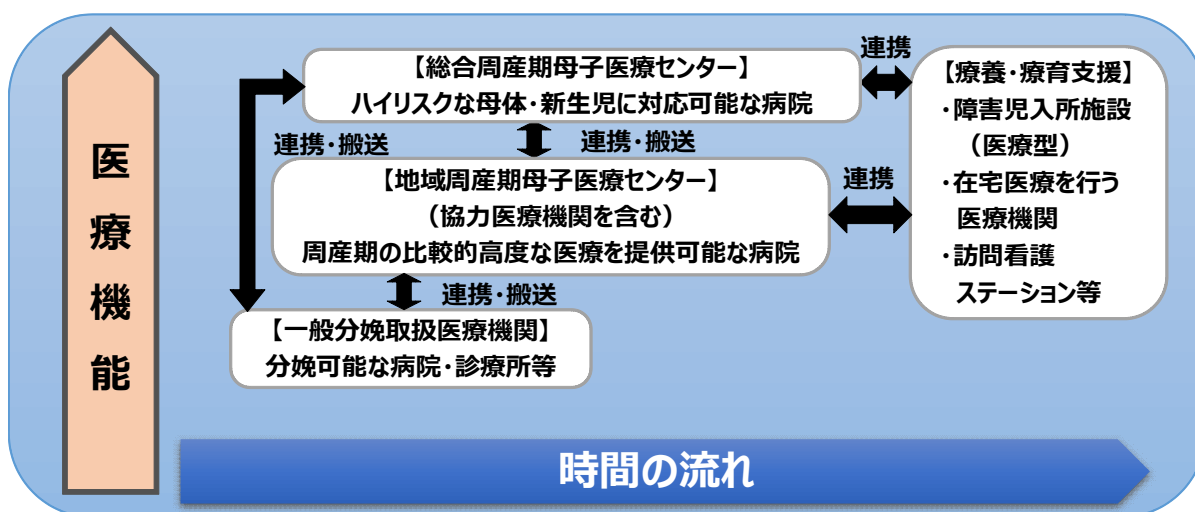 医療機能
【総合周産期母子医療センター】
ハイリスクな母体・新生児に対応可能な病院
連携・搬送
連携・搬送
【地域周産期母子医療センター】
（協力医療機関を含む）
周産期の比較的高度な医療を提供可能な病院
連携・搬送
【一般分娩取扱医療機関】
分娩可能な病院・診療所等
連携
連携
【療養・療育支援】
・障害児入所施設
（医療型）
・在宅医療を行う
医療機関
・訪問看護
ステーション等
時間の流れ